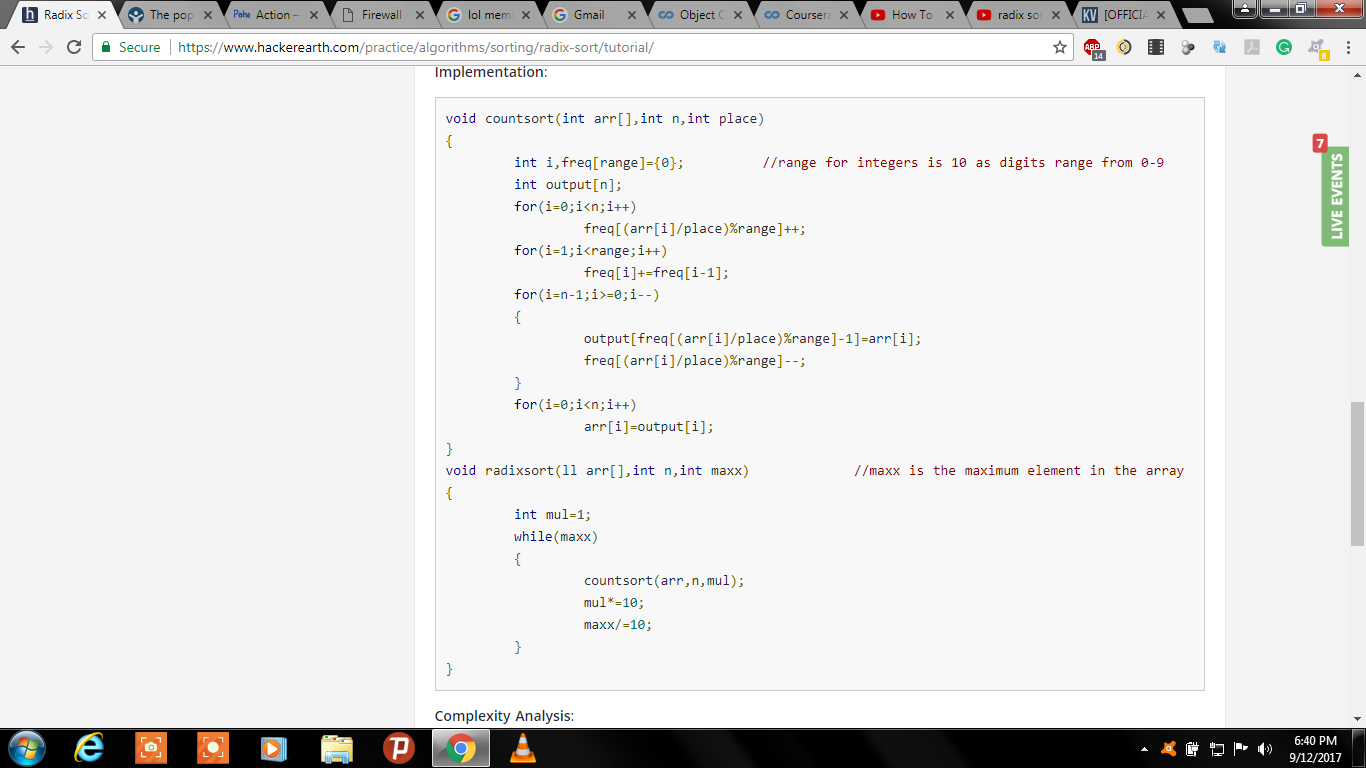 Radix So
The pop
Pahe Action –
Firewall
lol mem
Gmail
Object O
Coursera
How To
radix sor
KV [OFFICIA
Secure https://www.hackerearth.com/practice/algorithms/sorting/radix-sort/tutorial/
ABP 14
8
Implementation:
void countsort(int arr[],int n,int place)
{
int i,freq[range]={0}; //range for integers is 10 as digits range from 0-9
int output[n];
for(i=0;i<n;i++)
freq[(arr[i]/place)%range]++;
for(i=1;i<range;i++)
freq[i]+=freq[i-1];
for(i=n-1;i>=0;i--)
{
output[freq[(arr[i]/place)%range]-1]=arr[i];
freq[(arr[i]/place)%range]--;
}
for(i=0;i<n;i++)
arr[i]=output[i];
}
void radixsort(ll arr[],int n,int maxx) //maxx is the maximum element in the array
{
int mul=1;
while(maxx)
{
countsort(arr,n,mul);
mul*=10;
maxx/=10;
}
}
Complexity Analysis:
7
LIVE EVENTS
6:40 PM
9/12/2017